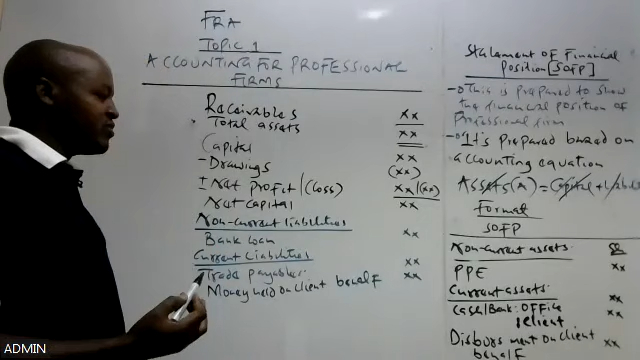 FRA
TOPIC 1
ACCOUNTING FOR PROFESSIONAL
FIRMS
Receivables xx
Total assets xx
Capital xx
- Drawings (xx)
± Net profit/(loss) xx/(xx)
Net capital xx
Non-current liabilities
Bank loan xx
Current liabilities
Trade payables xx
Money held on client behalf xx
Statement of Financial
Position [SOFP]
- This is prepared to show
the financial position of
Professional firm
- It's prepared based on
accounting equation
Assets(A) = Capital +
Format
SOFP
Non-current assets
PPE xx
Current assets
Cash/Bank: Office xx
client xx
Disbursment on client xx
behalf
ADMIN